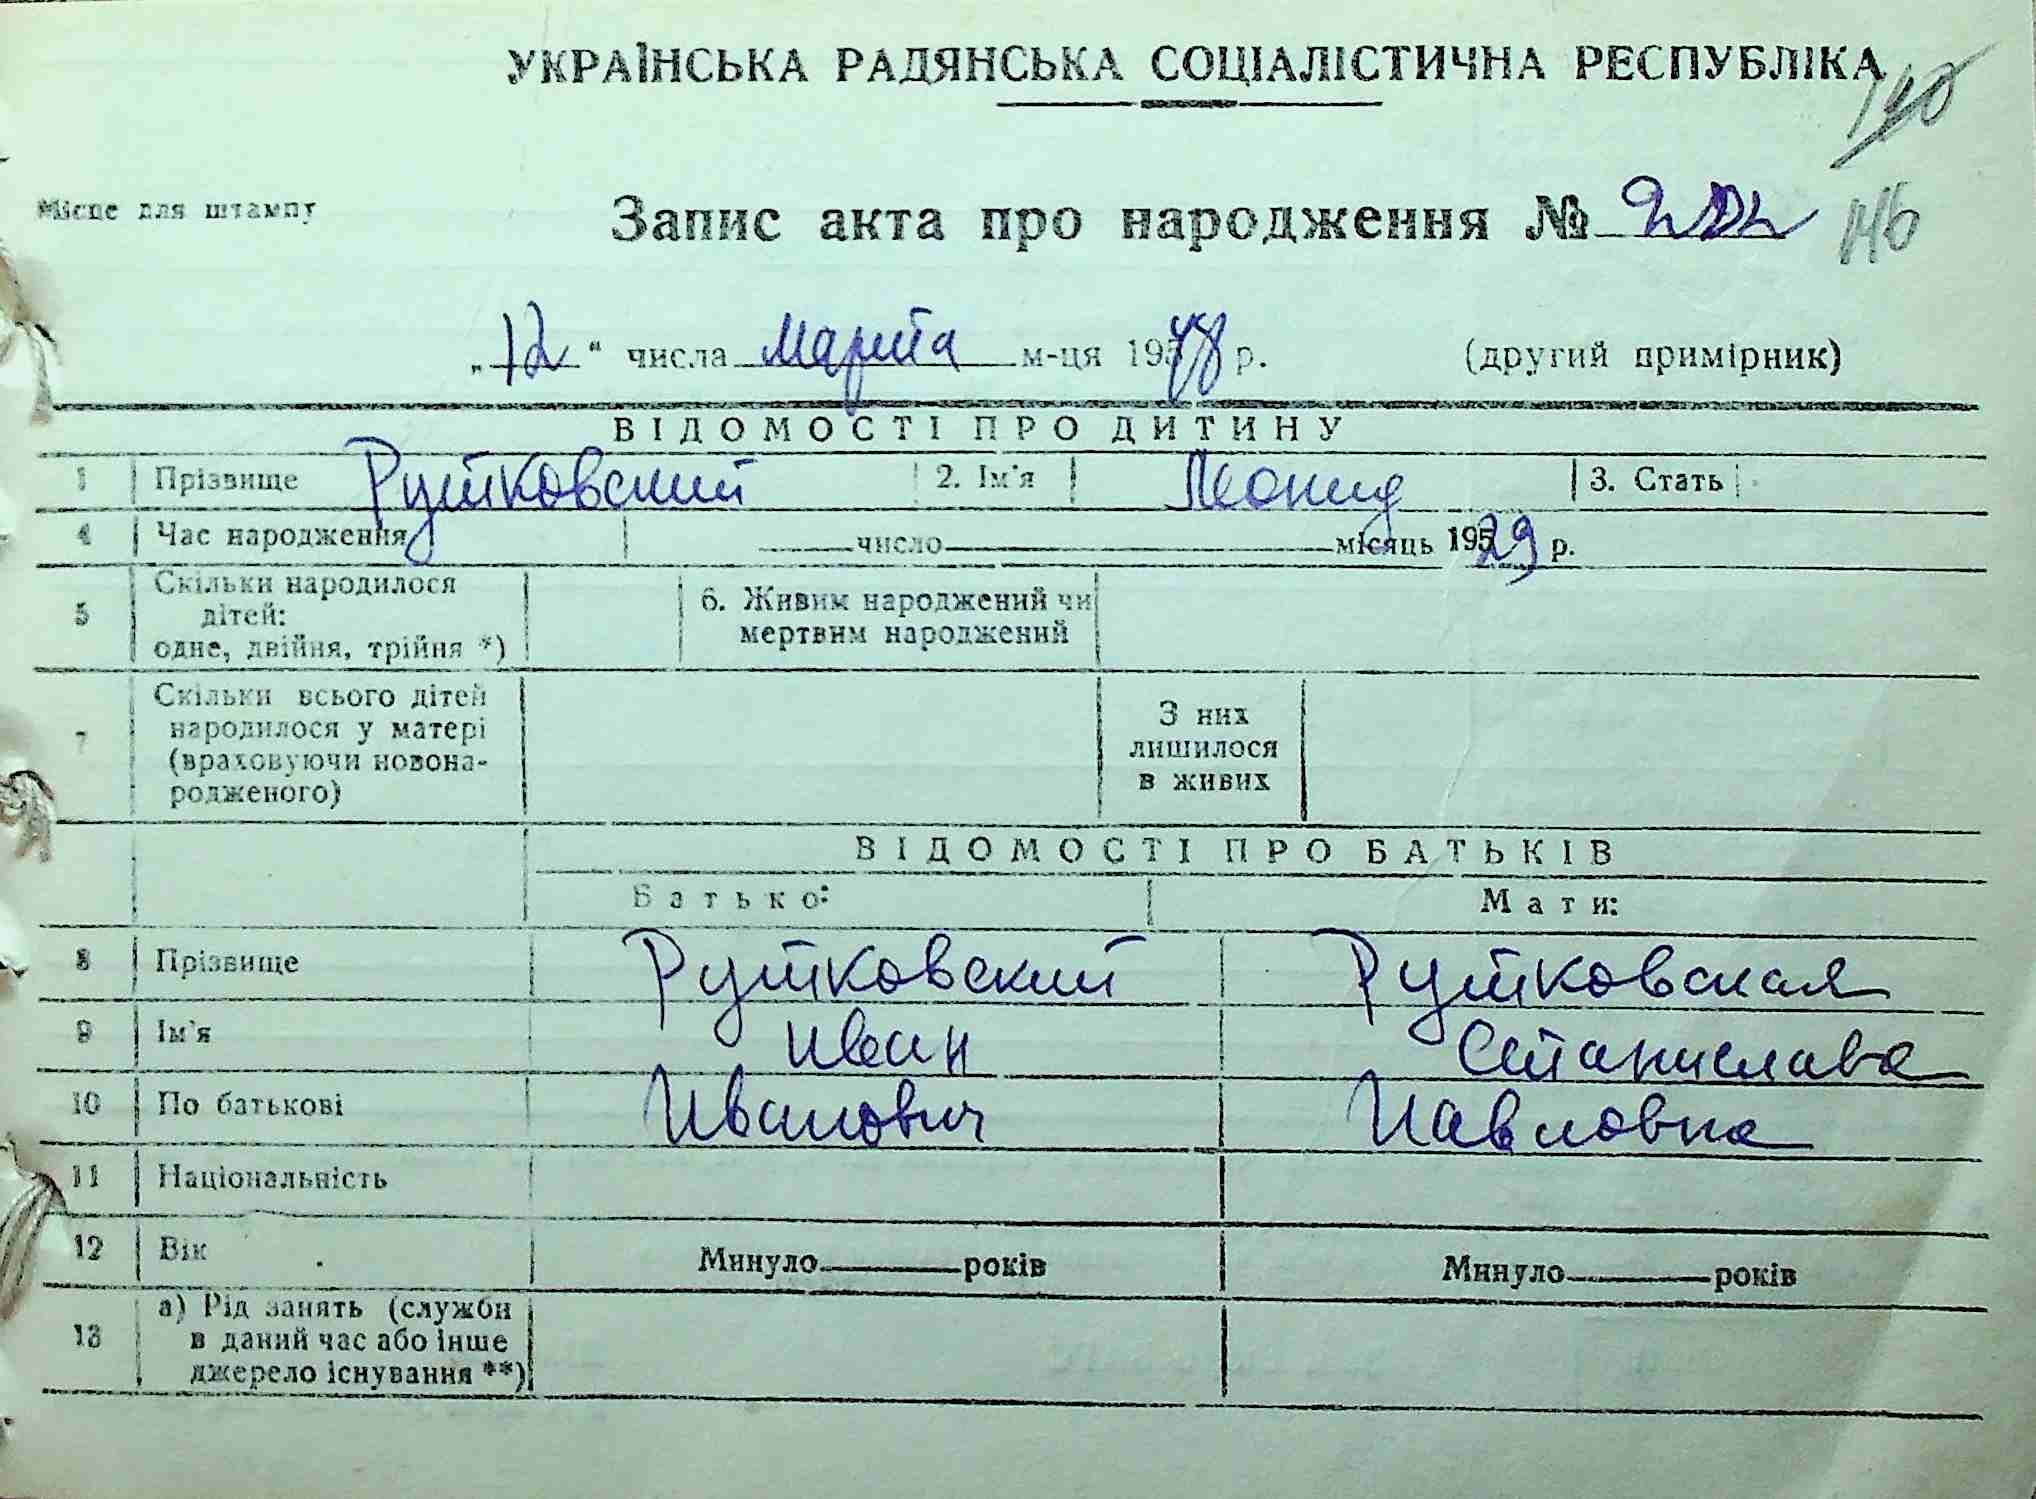 УКРАЇНСЬКА РАДЯНСЬКА СОЦІАЛІСТИЧНА РЕСПУБЛІКА
140
Місце для штампу
Запис акта про народження №
146
„12“ числа марта м-ця 1948 р. (другий примірник)
ВІДОМОСТІ ПРО ДИТИНУ
1 Прізвище Рутковский 2. Ім'я Леонид 3. Стать
4 Час народження число місяць 1929 р.
5 Скільки народилося дітей: одне, двійня, трійня *) 6. Живим народжений чи мертвим народжений
7 Скільки всього дітей народилося у матері (враховуючи новонародженого) З них лишилося в живих
ВІДОМОСТІ ПРО БАТЬКІВ
Батько: Мати:
8 Прізвище Рутковский Рутковская
9 Ім'я Иван Станислава
10 По батькові Иванович Павловна
11 Національність
12 Вік Минуло років Минуло років
13 а) Рід занять (служби в даний час або інше джерело існування **)